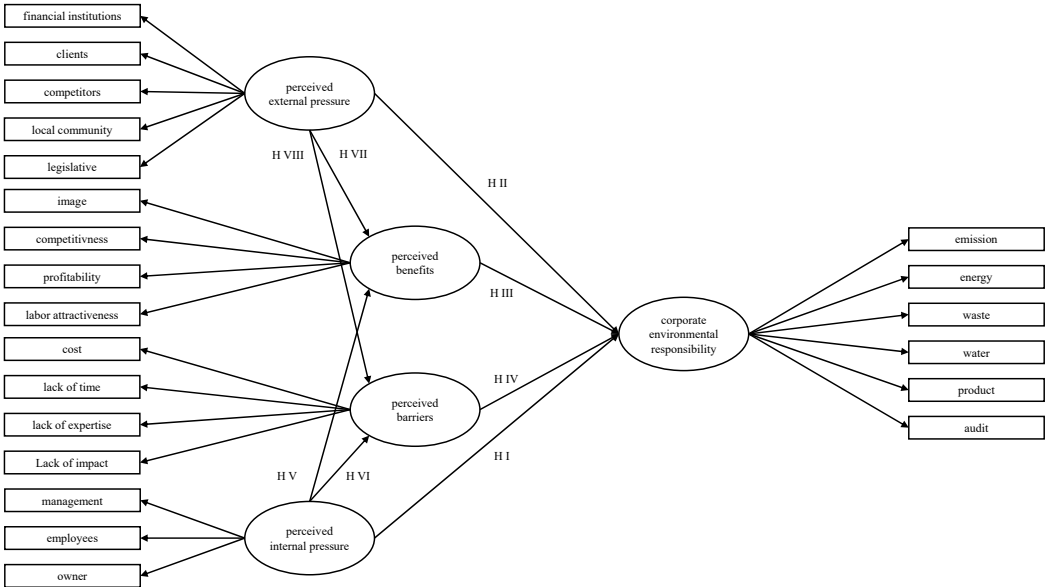 financial institutions
clients
competitors
local community
legislative
image
competitivness
profitability
labor attractiveness
cost
lack of time
lack of expertise
Lack of impact
management
employees
owner
perceived
external pressure
H VIII
H VII
perceived
benefits
perceived
barriers
H V
H VI
perceived
internal pressure
H II
H III
H IV
H I
corporate
environmental
responsibility
emission
energy
waste
water
product
audit